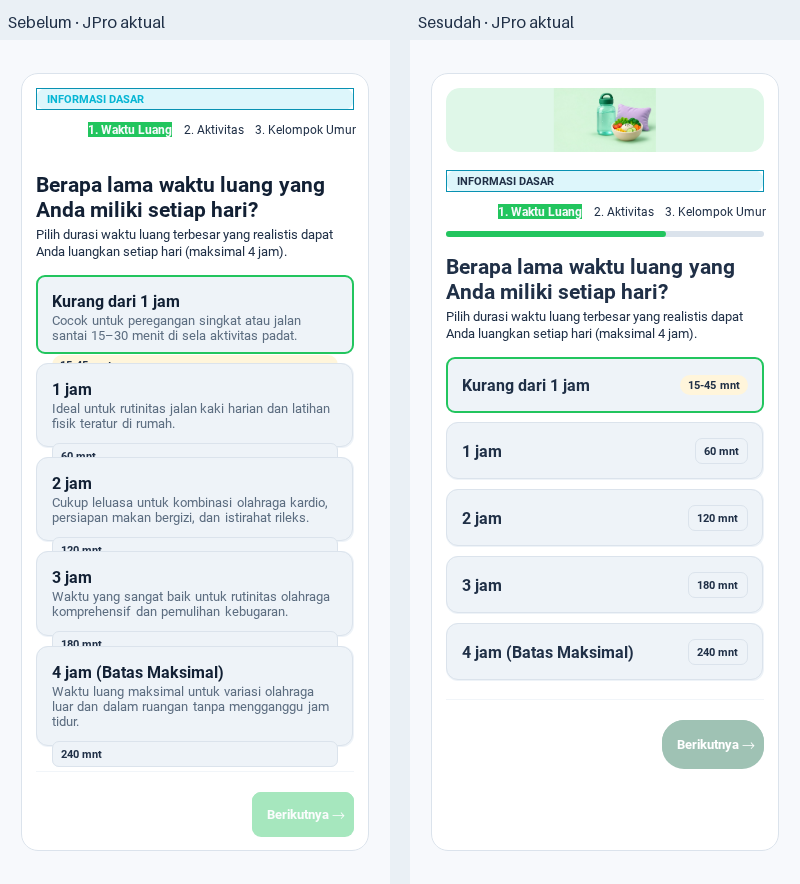 Sebelum · JPro aktual
INFORMASI DASAR
1. Waktu Luang 2. Aktivitas 3. Kelompok Umur
Berapa lama waktu luang yang
Anda miliki setiap hari?
Pilih durasi waktu luang terbesar yang realistis dapat
Anda luangkan setiap hari (maksimal 4 jam).
Kurang dari 1 jam
Cocok untuk peregangan singkat atau jalan
santai 15–30 menit di sela aktivitas padat.
15-45 mnt
1 jam
Ideal untuk rutinitas jalan kaki harian dan latihan
fisik teratur di rumah.
60 mnt
2 jam
Cukup leluasa untuk kombinasi olahraga kardio,
persiapan makan bergizi, dan istirahat rileks.
120 mnt
3 jam
Waktu yang sangat baik untuk rutinitas olahraga
komprehensif dan pemulihan kebugaran.
180 mnt
4 jam (Batas Maksimal)
Waktu luang maksimal untuk variasi olahraga
luar dan dalam ruangan tanpa mengganggu jam
tidur.
240 mnt
Berikutnya →
Sesudah · JPro aktual
INFORMASI DASAR
1. Waktu Luang 2. Aktivitas 3. Kelompok Umur
Berapa lama waktu luang yang
Anda miliki setiap hari?
Pilih durasi waktu luang terbesar yang realistis dapat
Anda luangkan setiap hari (maksimal 4 jam).
Kurang dari 1 jam 15-45 mnt
1 jam 60 mnt
2 jam 120 mnt
3 jam 180 mnt
4 jam (Batas Maksimal) 240 mnt
Berikutnya →